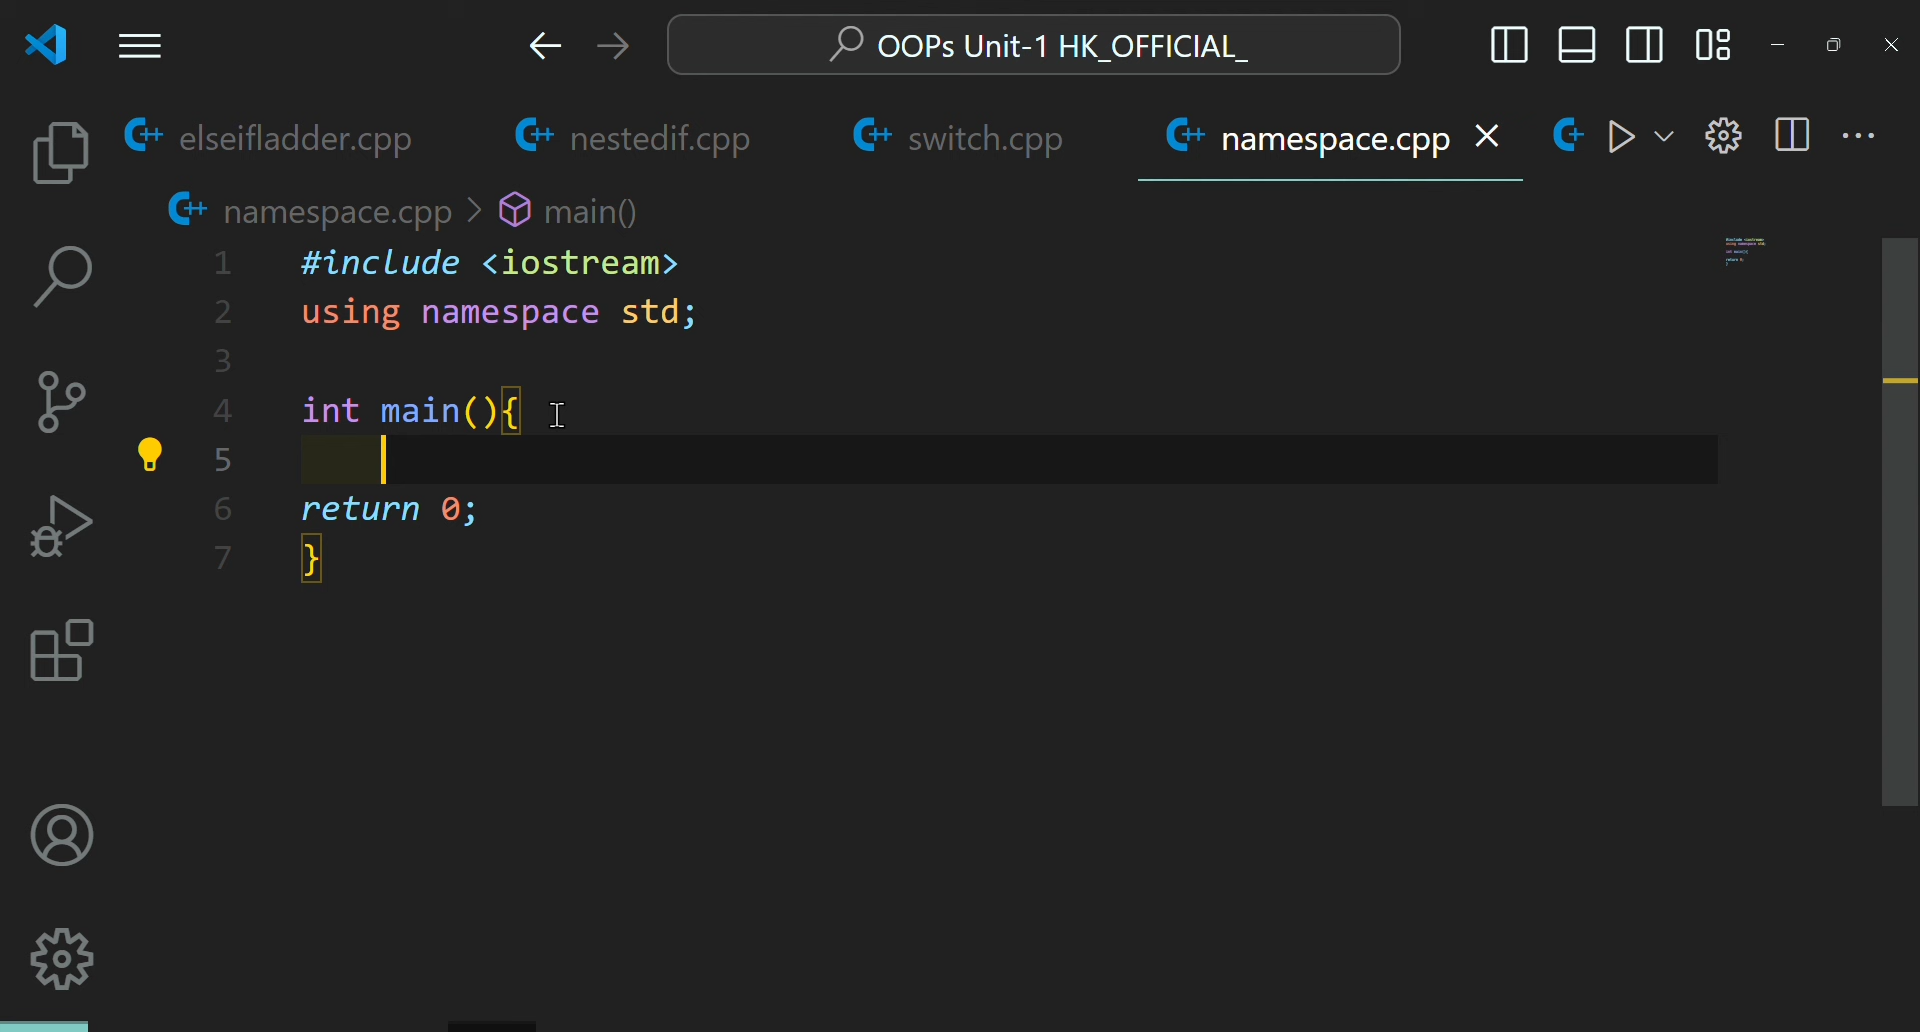 OOPs Unit-1 HK_OFFICIAL_
elseifladder.cpp nestedif.cpp switch.cpp namespace.cpp
namespace.cpp > main()
1 #include <iostream>
2 using namespace std;
3
4 int main(){
5
6 return 0;
7 }